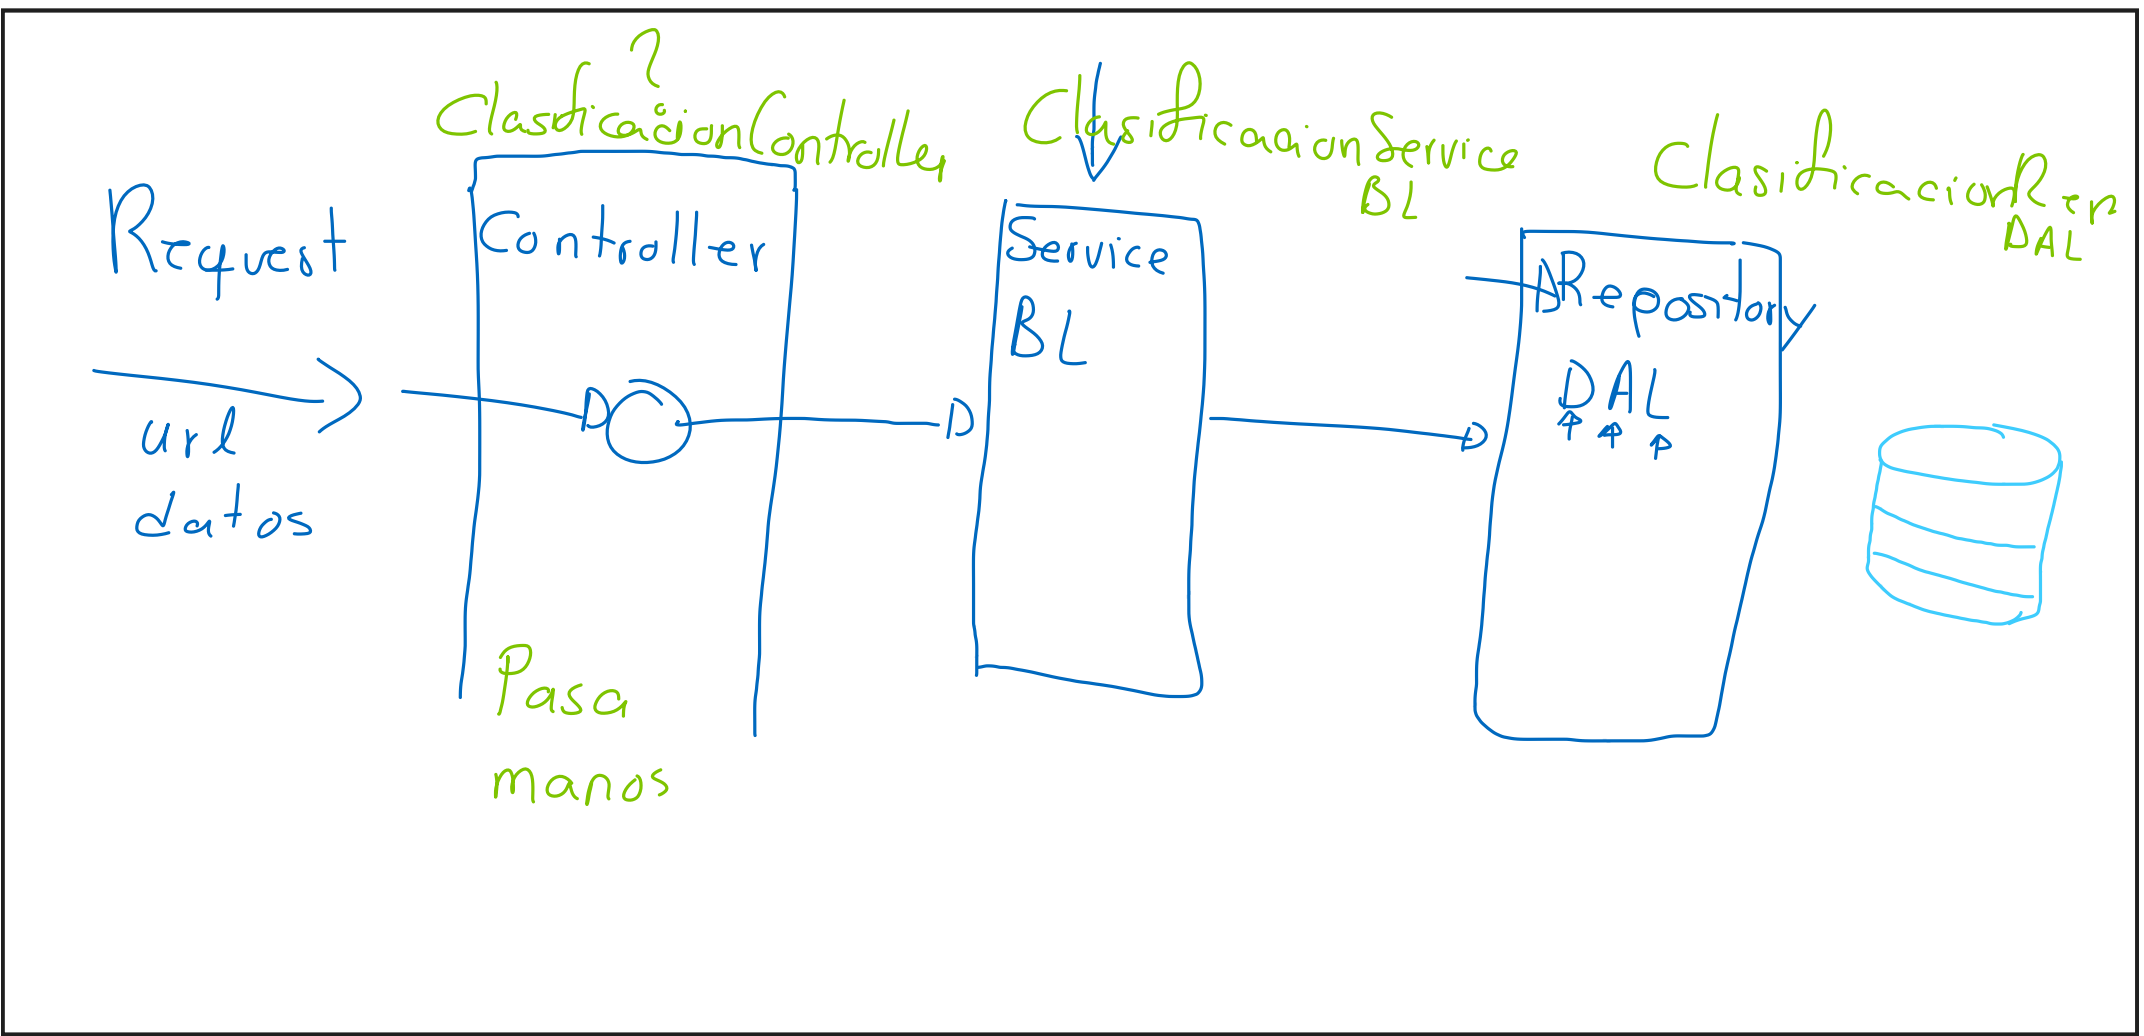 ?
ClasificacionController
ClasificacionService
BL
ClasificacionRep
DAL
Request
url
datos
Controller
Pasa
manos
Service
BL
Repository
DAL